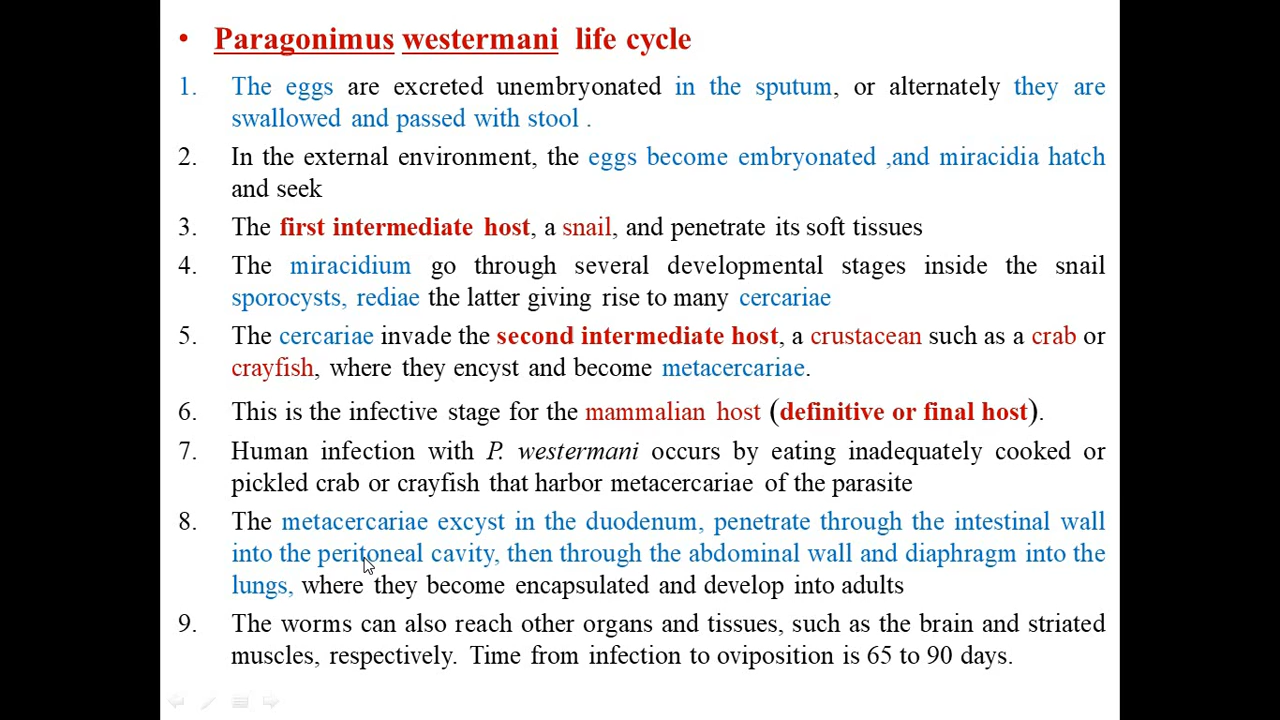 • Paragonimus westermani life cycle
1. The eggs are excreted unembryonated in the sputum, or alternately they are
swallowed and passed with stool .
2. In the external environment, the eggs become embryonated ,and miracidia hatch
and seek
3. The first intermediate host, a snail, and penetrate its soft tissues
4. The miracidium go through several developmental stages inside the snail
sporocysts, rediae the latter giving rise to many cercariae
5. The cercariae invade the second intermediate host, a crustacean such as a crab or
crayfish, where they encyst and become metacercariae.
6. This is the infective stage for the mammalian host (definitive or final host).
7. Human infection with P. westermani occurs by eating inadequately cooked or
pickled crab or crayfish that harbor metacercariae of the parasite
8. The metacercariae excyst in the duodenum, penetrate through the intestinal wall
into the peritoneal cavity, then through the abdominal wall and diaphragm into the
lungs, where they become encapsulated and develop into adults
9. The worms can also reach other organs and tissues, such as the brain and striated
muscles, respectively. Time from infection to oviposition is 65 to 90 days.